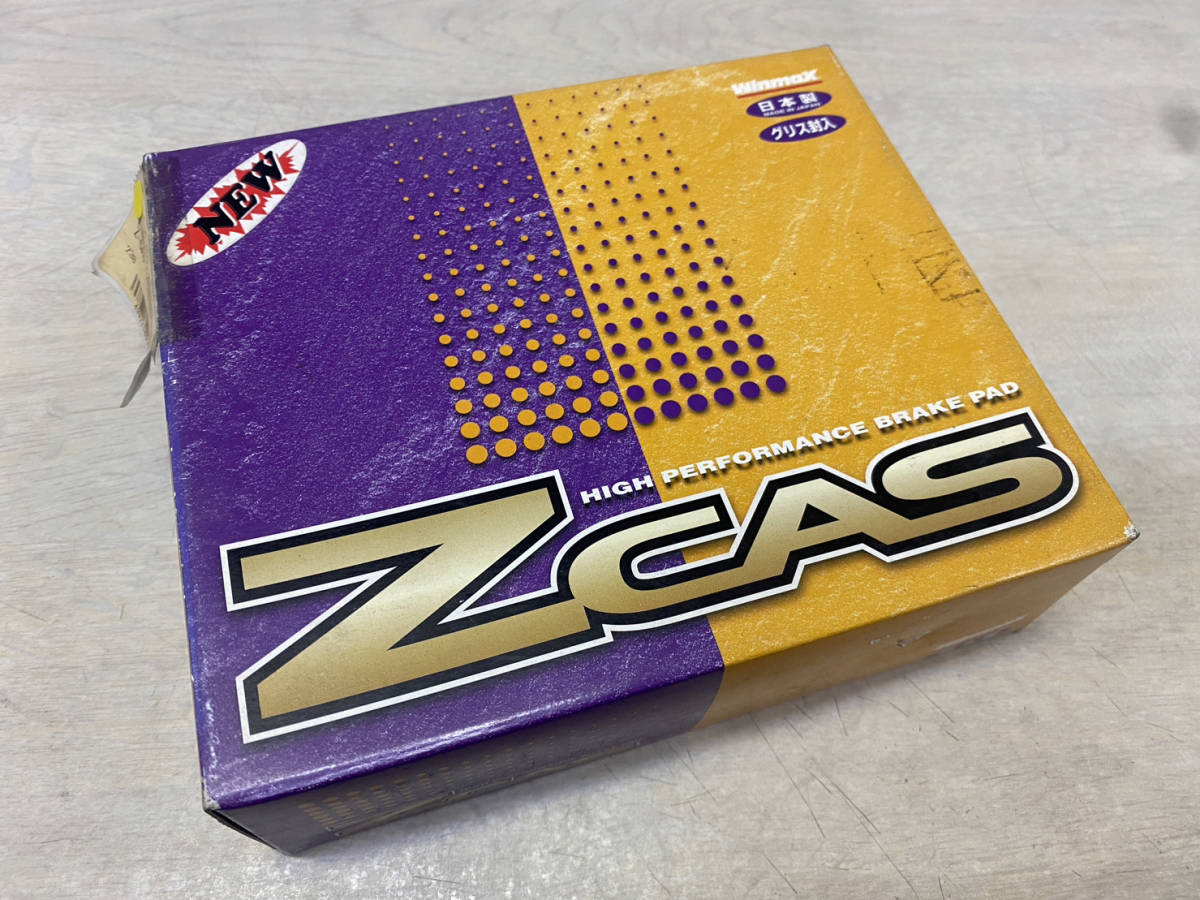 NEW
Winmax
日本製
MADE IN JAPAN
グリス封入
HIGH PERFORMANCE BRAKE PAD
ZCAS